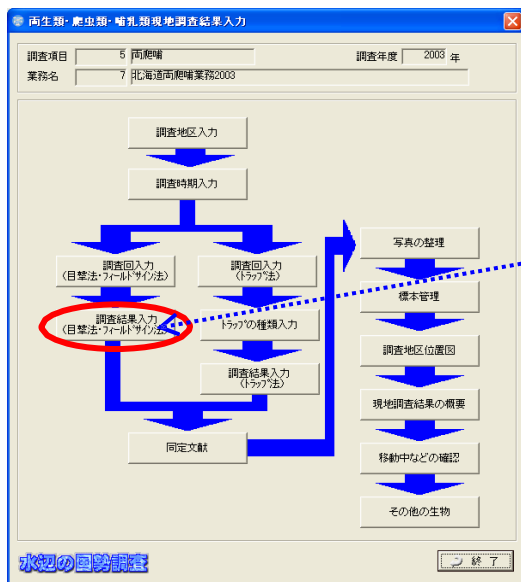 両生類・爬虫類・哺乳類現地調査結果入力
調査項目 5 両爬哺 調査年度 2003 年
業務名 7 北海道両爬哺業務2003
調査地区入力
調査時期入力
調査回入力
(目撃法・フィールドサイン法)
調査回入力
(トラップ法)
調査結果入力
(目撃法・フィールドサイン法)
トラップの種類入力
調査結果入力
(トラップ法)
同定文献
写真の整理
標本管理
調査地区位置図
現地調査結果の概要
移動中などの確認
その他の生物
水辺の国勢調査
終 了